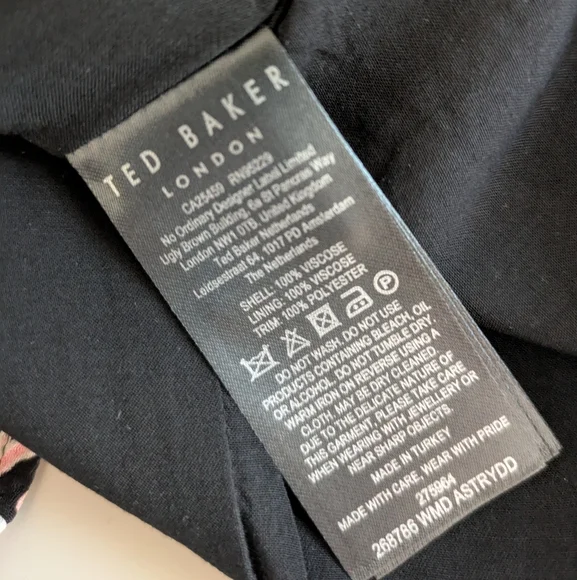 TED BAKER
LONDON
CA25459 RN95229
No Ordinary Designer Label Limited
Ugly Brown Building, 6a St Pancras Way
London NW1 0TB, United Kingdom
Ted Baker Netherlands
Leidsestraat 64, 1017 PD Amsterdam
The Netherlands
SHELL: 100% VISCOSE
LINING: 100% VISCOSE
TRIM: 100% POLYESTER
P
DO NOT WASH. DO NOT USE
PRODUCTS CONTAINING BLEACH, OIL
OR ALCOHOL. DO NOT TUMBLE DRY.
WARM IRON ON REVERSE USING A
CLOTH. MAY BE DRY CLEANED
DUE TO THE DELICATE NATURE OF
THIS GARMENT, PLEASE TAKE CARE
WHEN WEARING WITH JEWELLERY OR
NEAR SHARP OBJECTS.
MADE IN TURKEY
MADE WITH CARE, WEAR WITH PRIDE
276964
268786 WMD ASTRYDD